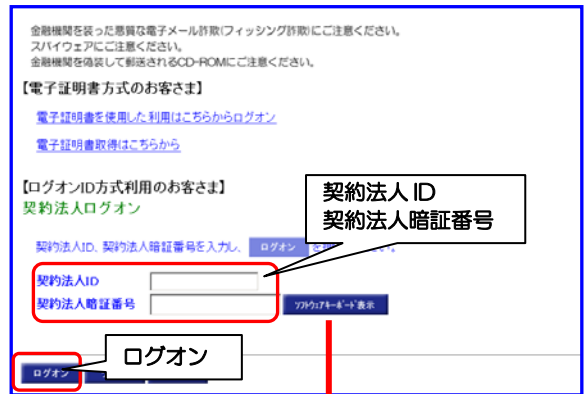 金融機関を装った悪質な電子メール詐欺(フィッシング詐欺)にご注意ください。
スパイウェアにご注意ください。
金融機関を偽装して郵送されるCD-ROMにご注意ください。
【電子証明書方式のお客さま】
電子証明書を使用した利用はこちらからログオン
電子証明書取得はこちらから
【ログオンID方式利用のお客さま】
契約法人ログオン
契約法人ID
契約法人暗証番号
契約法人ID、契約法人暗証番号を入力し、 ログオン を
契約法人ID
契約法人暗証番号 ソフトウェアキーボード表示
ログオン
ログオン